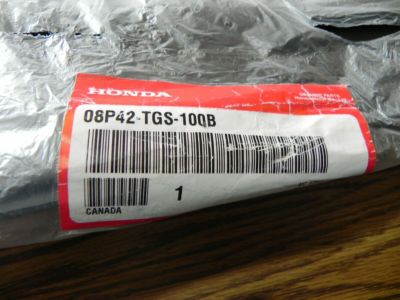 HONDA
08P42-TGS-100B
1
CANADA